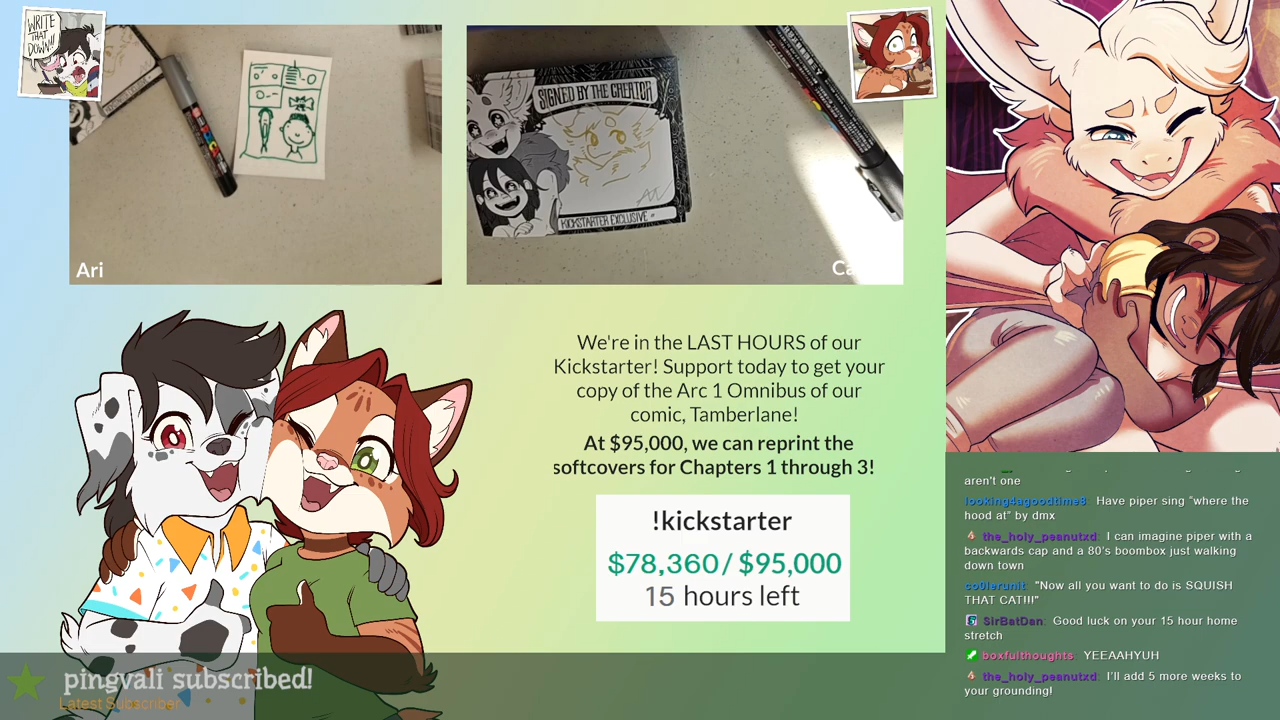 WRITE
THAT
DOWN!!!
SIGNED BY THE CREATOR
KICKSTARTER EXCLUSIVE
Ari
We're in the LAST HOURS of our
Kickstarter! Support today to get your
copy of the Arc 1 Omnibus of our
comic, Tamberlane!
At $95,000, we can reprint the
softcovers for Chapters 1 through 3!
!kickstarter
$78,360 / $95,000
15 hours left
pingvali subscribed!
Latest Subscriber
aren't one
looking4agoodtime8: Have piper sing "where the
hood at" by dmx
the_holy_peanutxd: I can imagine piper with a
backwards cap and a 80's boombox just walking
down town
co0lerunit: "Now all you want to do is SQUISH
THAT CAT!!!"
SirBatDan: Good luck on your 15 hour home
stretch
boxfulthoughts: YEEAAHYUH
the_holy_peanutxd: I'll add 5 more weeks to
your grounding!